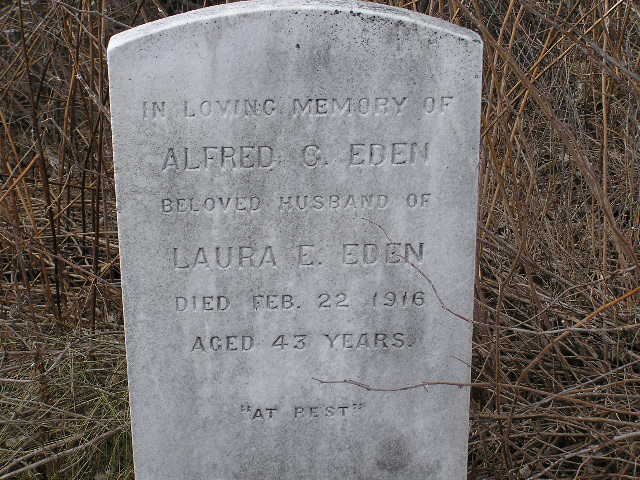 IN LOVING MEMORY OF
ALFRED G. EDEN
BELOVED HUSBAND OF
LAURA E. EDEN
DIED FEB. 22 1916
AGED 43 YEARS.
"AT REST"